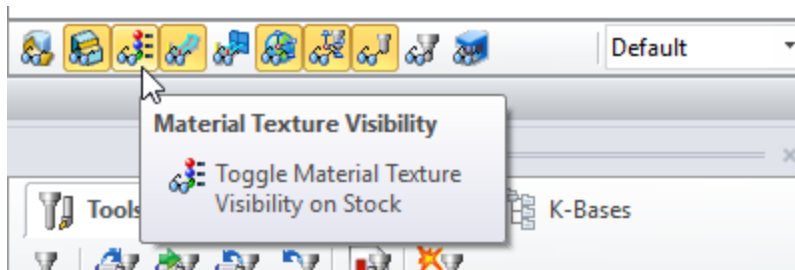 Default
Material Texture Visibility
Toggle Material Texture
Visibility on Stock
Tools
K-Bases